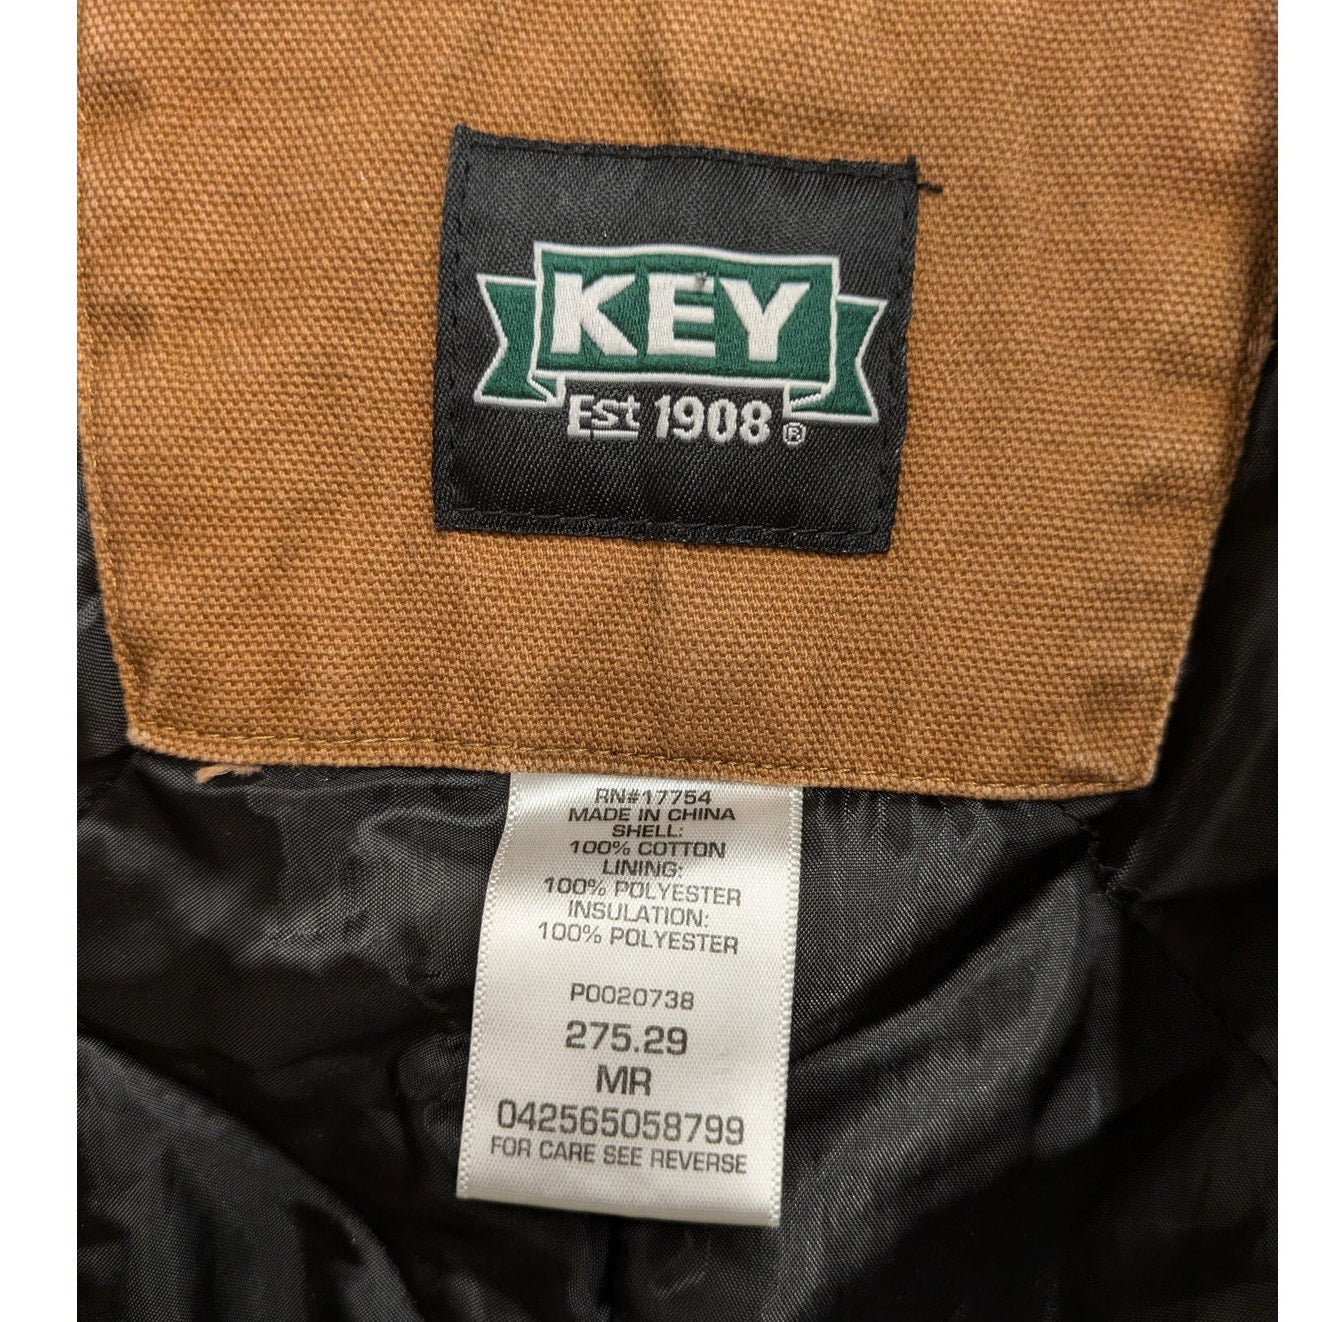 KEY
Est 1908 ®
RN#17754
MADE IN CHINA
SHELL:
100% COTTON
LINING:
100% POLYESTER
INSULATION:
100% POLYESTER
P0020738
275.29
MR
042565058799
FOR CARE SEE REVERSE